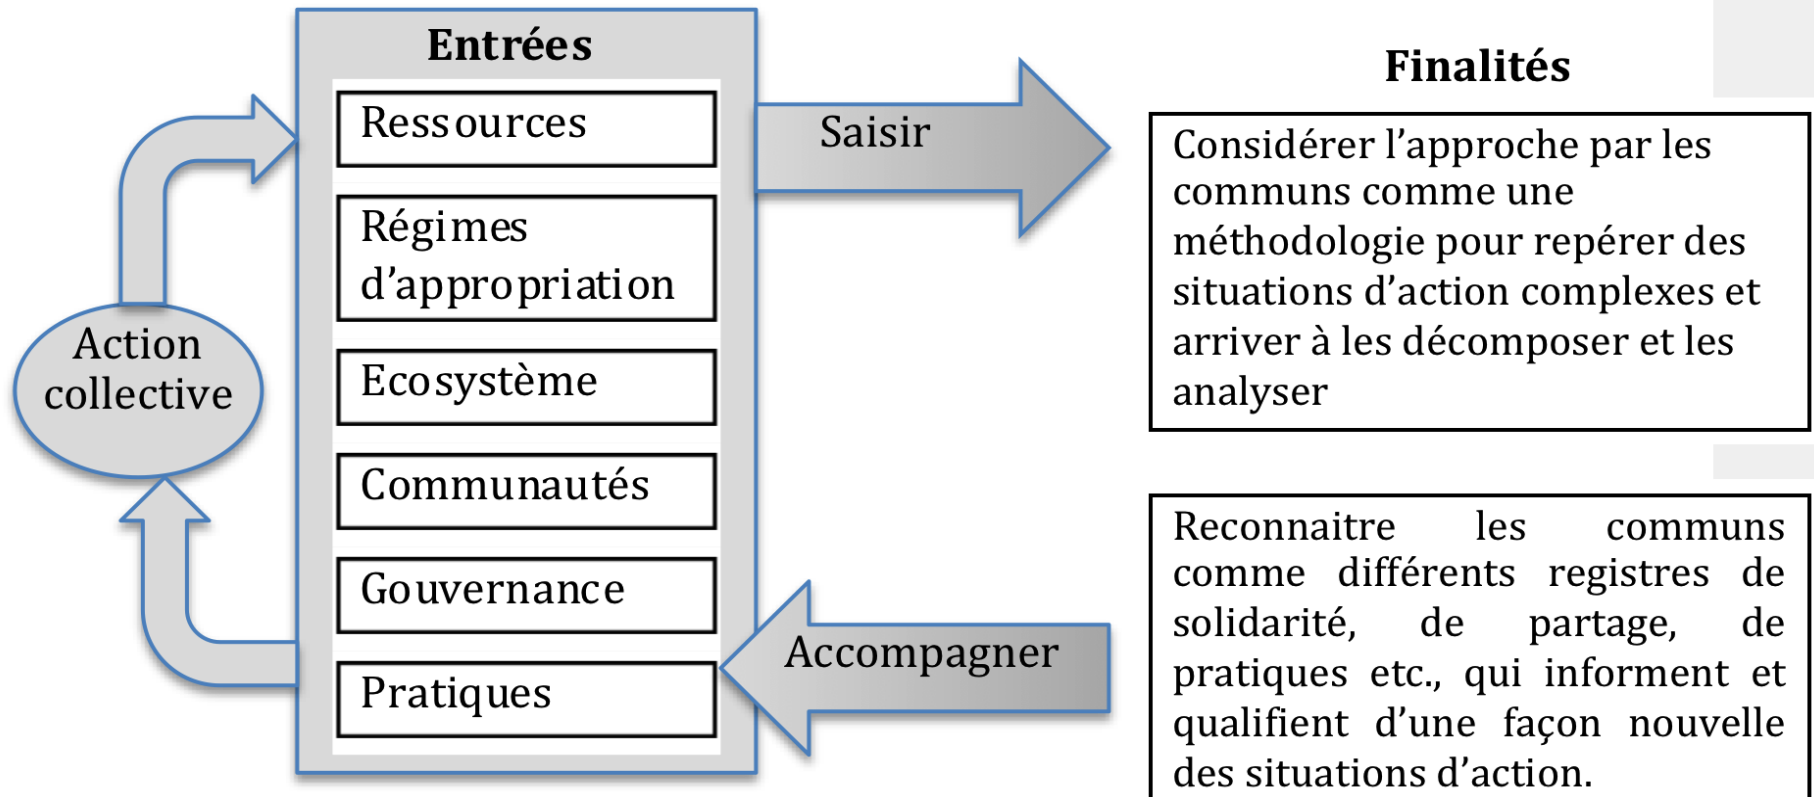 Entrées
Ressources
Régimes
d’appropriation
Ecosystème
Communautés
Gouvernance
Pratiques
Action
collective
Saisir
Accompagner
Finalités
Considérer l’approche par les
communs comme une
méthodologie pour repérer des
situations d’action complexes et
arriver à les décomposer et les
analyser
Reconnaitre les communs
comme différents registres de
solidarité, de partage, de
pratiques etc., qui informent et
qualifient d’une façon nouvelle
des situations d’action.